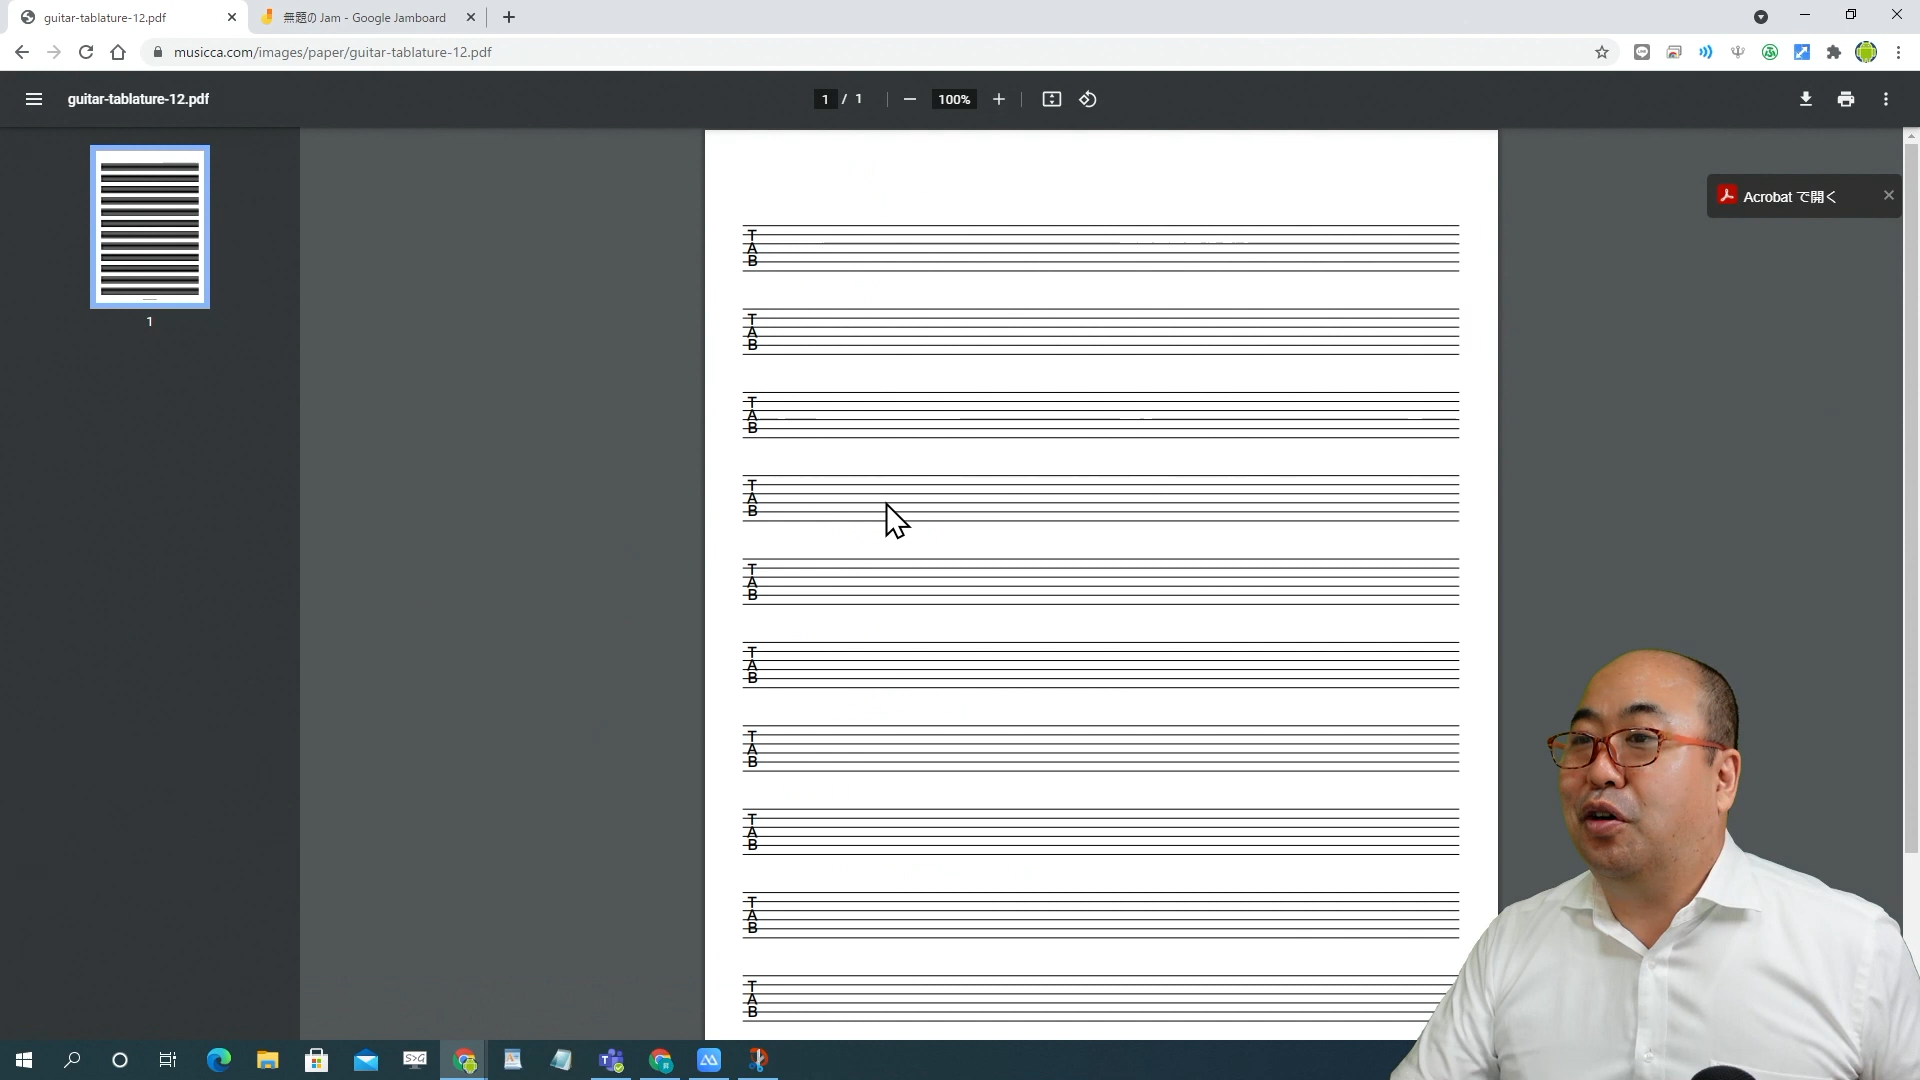 guitar-tablature-12.pdf
無題の Jam - Google Jamboard
musicca.com/images/paper/guitar-tablature-12.pdf
guitar-tablature-12.pdf
1 / 1
100%
1
Acrobat で開く
T
A
B
T
A
B
T
A
B
T
A
B
T
A
B
T
A
B
T
A
B
T
A
B
T
A
B
T
A
B
S>G